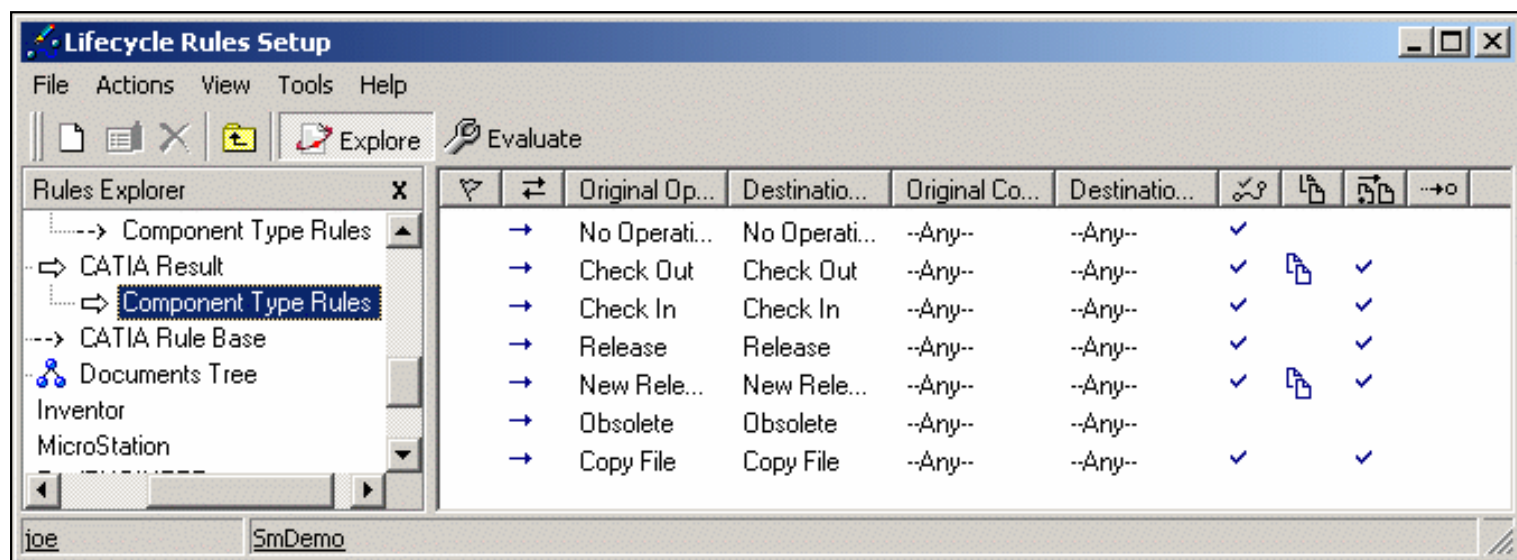 Lifecycle Rules Setup
File Actions View Tools Help
Explore Evaluate
Rules Explorer x
Original Op... Destinatio... Original Co... Destinatio...
Component Type Rules
CATIA Result
Component Type Rules
CATIA Rule Base
Documents Tree
Inventor
MicroStation
No Operati... No Operati... --Any-- --Any--
Check Out Check Out --Any-- --Any--
Check In Check In --Any-- --Any--
Release Release --Any-- --Any--
New Rele... New Rele... --Any-- --Any--
Obsolete Obsolete --Any-- --Any--
Copy File Copy File --Any-- --Any--
joe SmDemo